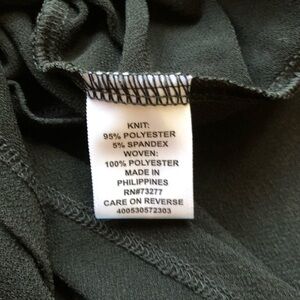 KNIT:
95% POLYESTER
5% SPANDEX
WOVEN:
100% POLYESTER
MADE IN
PHILIPPINES
RN#73277
CARE ON REVERSE
400530572303